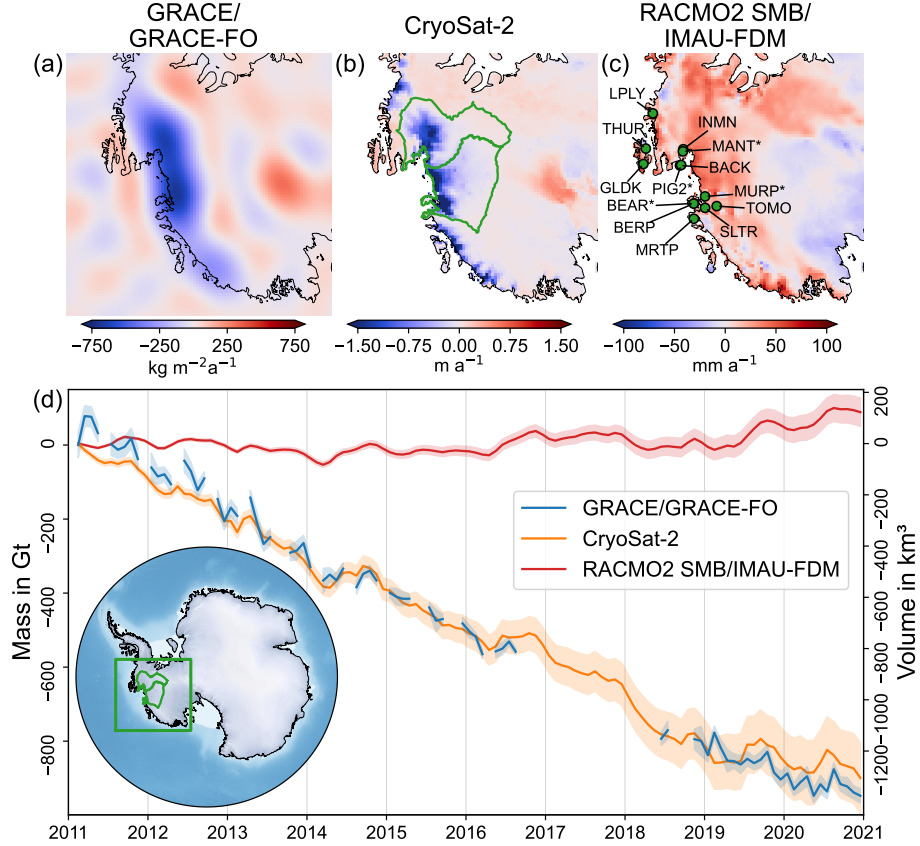 GRACE/
GRACE-FO
CryoSat-2
RACMO2 SMB/
IMAU-FDM
(a)
(b)
(c)
LPLY
THUR
INMN
MANT*
BACK
GLDK
PIG2*
MURP*
BEAR*
TOMO
BERP
SLTR
MRTP
−750 −250 250 750
kg m⁻²a⁻¹
−1.50 −0.75 0.00 0.75 1.50
m a⁻¹
−100 −50 0 50 100
mm a⁻¹
(d)
Mass in Gt
0
−200
−400
−600
−800
GRACE/GRACE-FO
CryoSat-2
RACMO2 SMB/IMAU-FDM
200
0
−200
−400
−600
−800
−1000
−1200
Volume in km³
2011 2012 2013 2014 2015 2016 2017 2018 2019 2020 2021